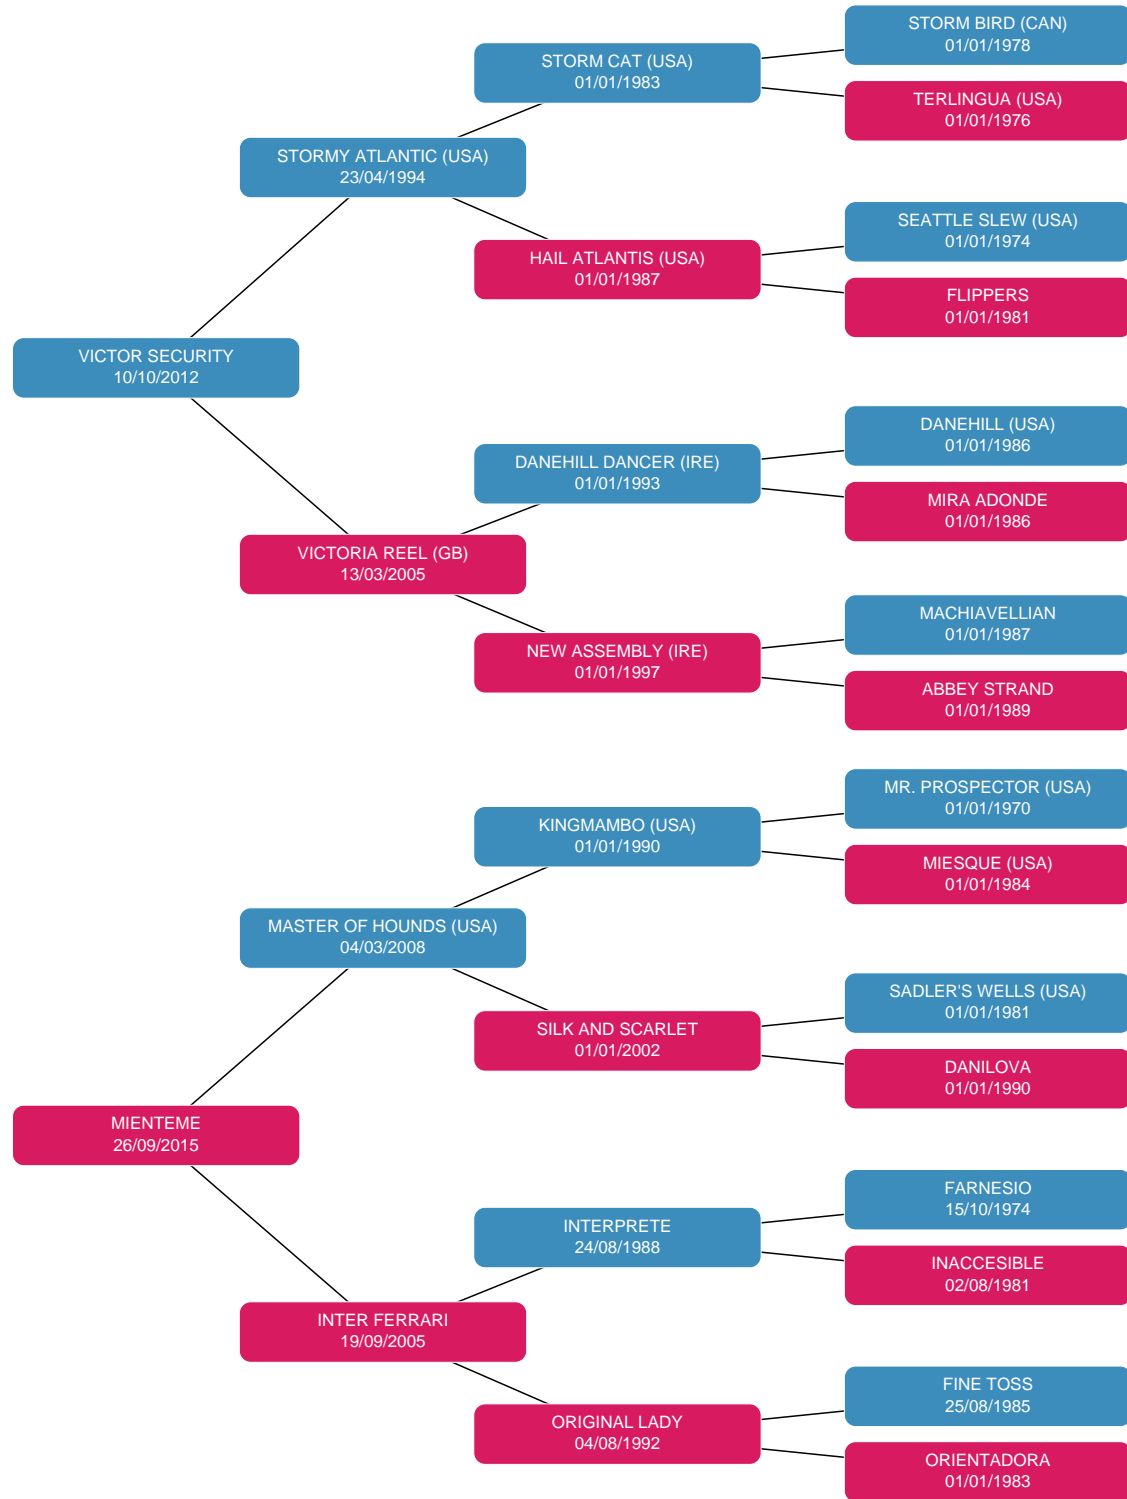 STORM BIRD (CAN)
01/01/1978
STORM CAT (USA)
01/01/1983
TERLINGUA (USA)
01/01/1976
STORMY ATLANTIC (USA)
23/04/1994
SEATTLE SLEW (USA)
01/01/1974
HAIL ATLANTIS (USA)
01/01/1987
FLIPPERS
01/01/1981
VICTOR SECURITY
10/10/2012
DANEHILL (USA)
01/01/1986
DANEHILL DANCER (IRE)
01/01/1993
MIRA ADONDE
01/01/1986
VICTORIA REEL (GB)
13/03/2005
MACHIAVELLIAN
01/01/1987
NEW ASSEMBLY (IRE)
01/01/1997
ABBEY STRAND
01/01/1989
MR. PROSPECTOR (USA)
01/01/1970
KINGMAMBO (USA)
01/01/1990
MIESQUE (USA)
01/01/1984
MASTER OF HOUNDS (USA)
04/03/2008
SADLER'S WELLS (USA)
01/01/1981
SILK AND SCARLET
01/01/2002
DANILOVA
01/01/1990
MIENTEME
26/09/2015
FARNESIO
15/10/1974
INTERPRETE
24/08/1988
INACCESIBLE
02/08/1981
INTER FERRARI
19/09/2005
FINE TOSS
25/08/1985
ORIGINAL LADY
04/08/1992
ORIENTADORA
01/01/1983